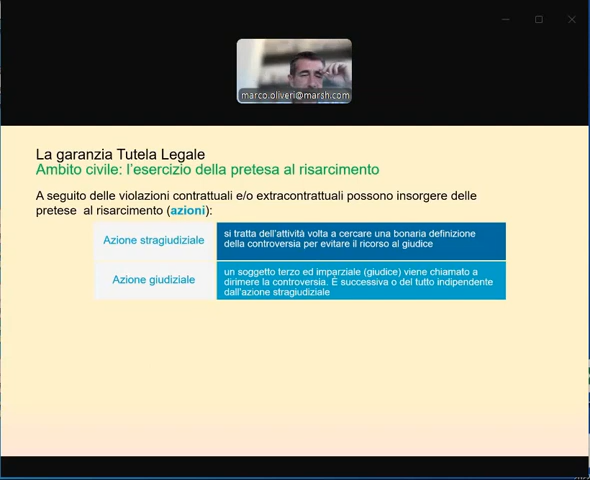 marco.oliveri@marsh.com
La garanzia Tutela Legale
Ambito civile: l'esercizio della pretesa al risarcimento
A seguito delle violazioni contrattuali e/o extracontrattuali possono insorgere delle
pretese al risarcimento (azioni):
Azione stragiudiziale
si tratta dell'attività volta a cercare una bonaria definizione
della controversia per evitare il ricorso al giudice
Azione giudiziale
un soggetto terzo ed imparziale (giudice) viene chiamato a
dirimere la controversia. È successiva o del tutto indipendente
dall'azione stragiudiziale